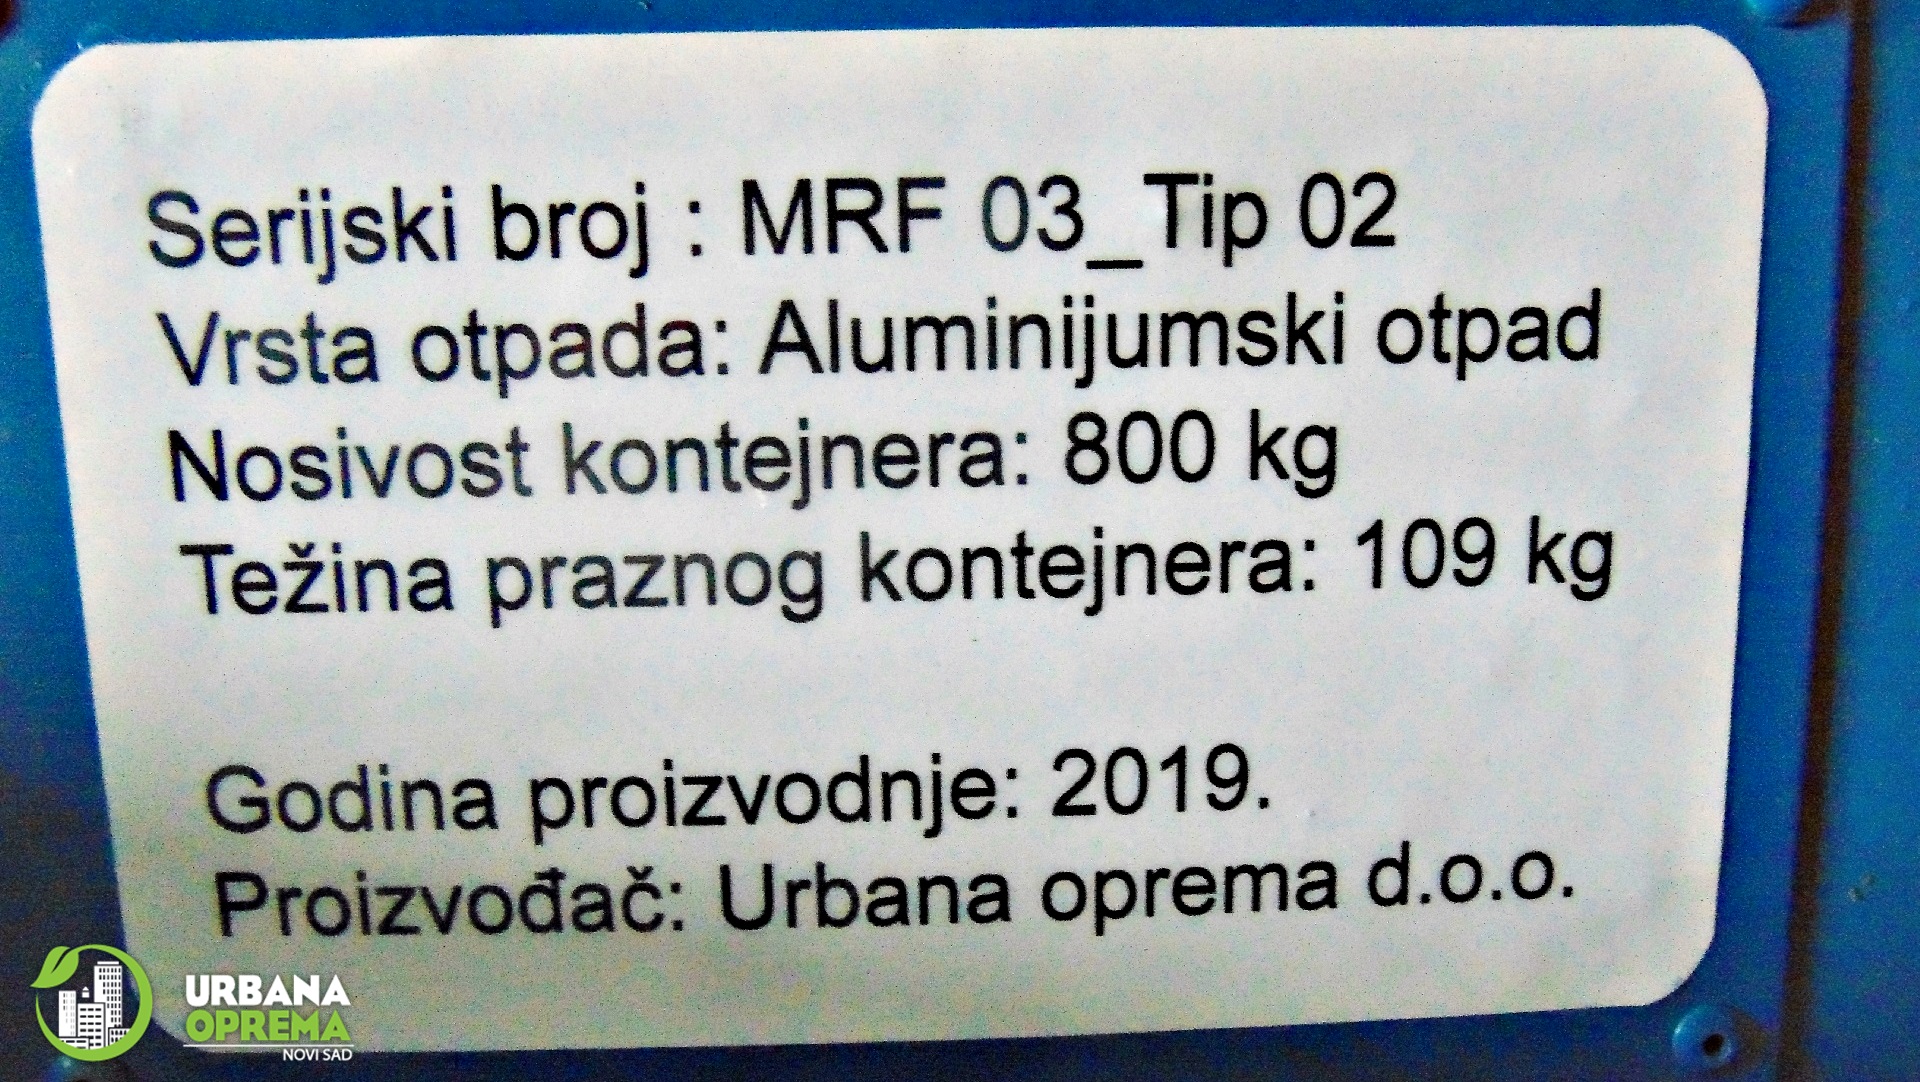 Serijski broj : MRF 03_Tip 02
Vrsta otpada: Aluminijumski otpad
Nosivost kontejnera: 800 kg
Težina praznog kontejnera: 109 kg
Godina proizvodnje: 2019.
Proizvođač: Urbana oprema d.o.o.
URBANA
OPREMA
NOVI SAD